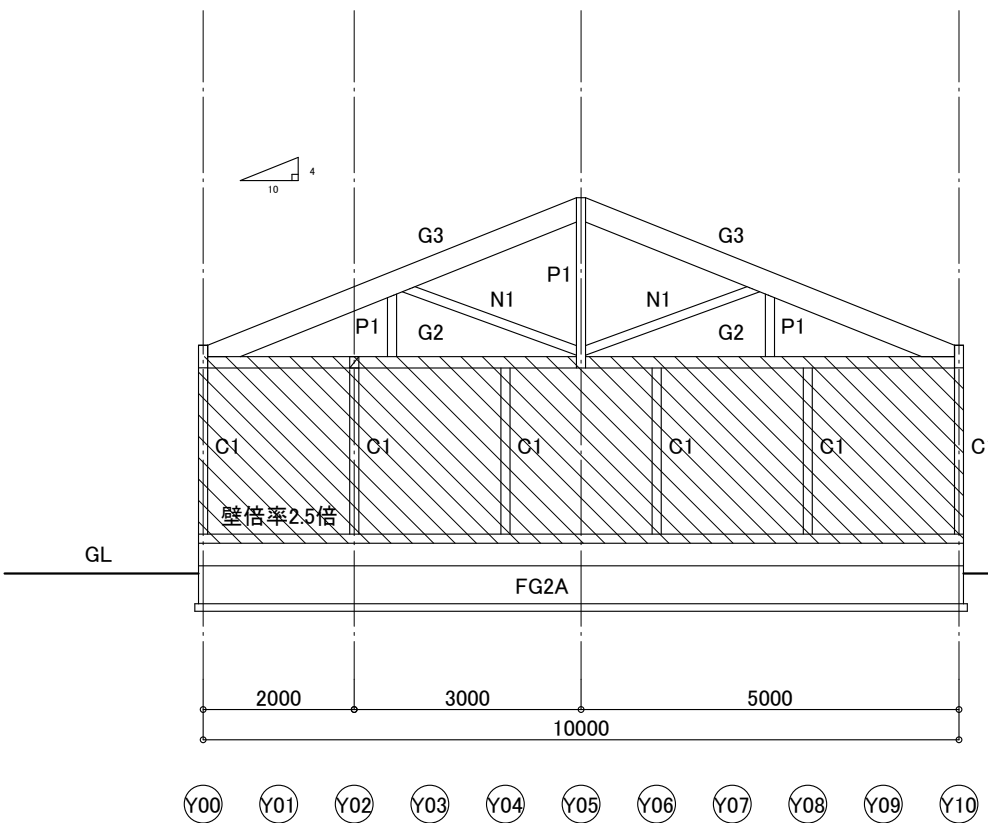 4
10
G3 G3
P1
N1 N1
P1 G2 G2 P1
C1 C1 C1 C1 C1 C
壁倍率2.5倍
GL
FG2A
2000 3000 5000
10000
Y00 Y01 Y02 Y03 Y04 Y05 Y06 Y07 Y08 Y09 Y10